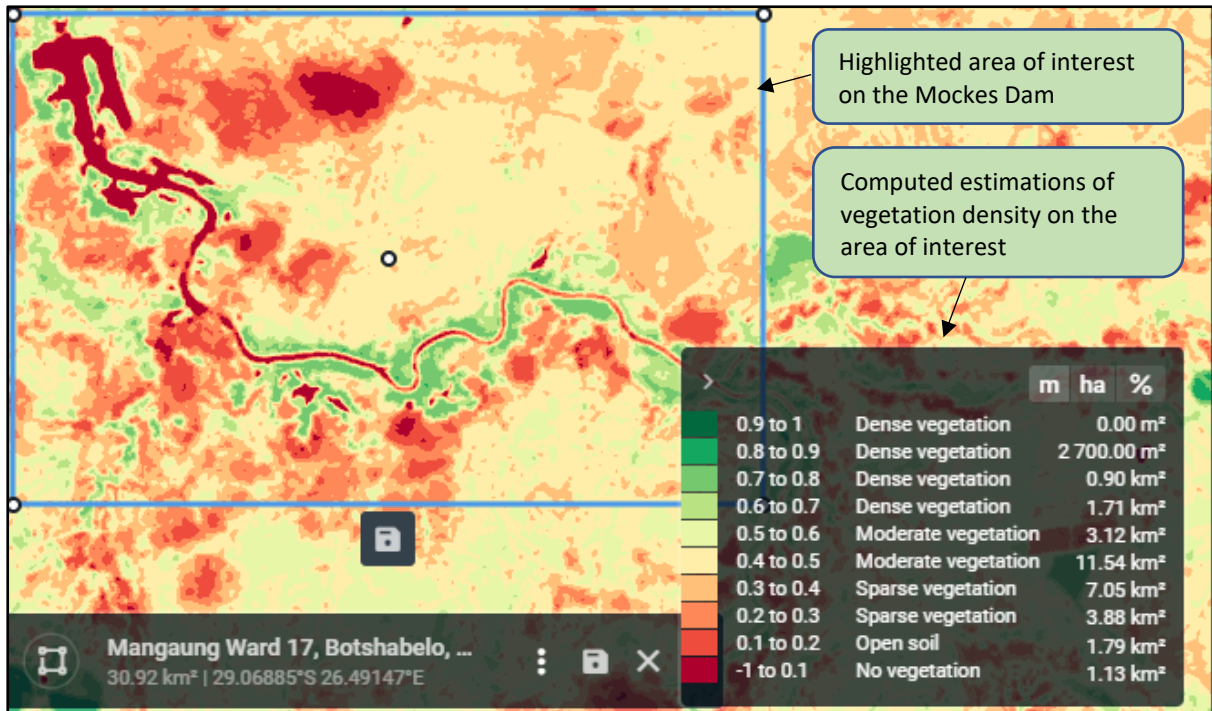 Highlighted area of interest
on the Mockes Dam
Computed estimations of
vegetation density on the
area of interest
m ha %
0.9 to 1 Dense vegetation 0.00 m²
0.8 to 0.9 Dense vegetation 2 700.00 m²
0.7 to 0.8 Dense vegetation 0.90 km²
0.6 to 0.7 Dense vegetation 1.71 km²
0.5 to 0.6 Moderate vegetation 3.12 km²
0.4 to 0.5 Moderate vegetation 11.54 km²
0.3 to 0.4 Sparse vegetation 7.05 km²
0.2 to 0.3 Sparse vegetation 3.88 km²
0.1 to 0.2 Open soil 1.79 km²
-1 to 0.1 No vegetation 1.13 km²
Mangaung Ward 17, Botshabelo, ...
30.92 km² | 29.06885°S 26.49147°E